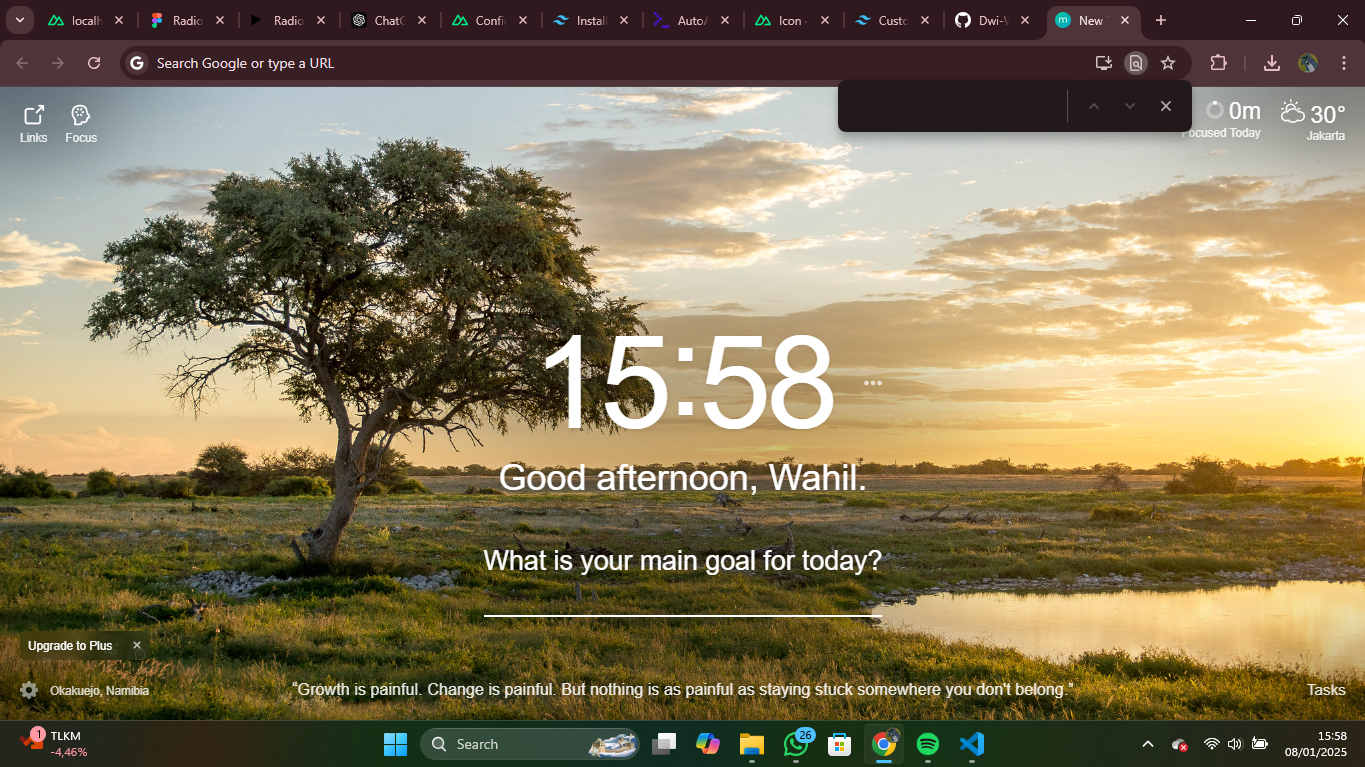 localh
Radio
Radio
ChatG
Config
Install
AutoA
Icon
Custo
Dwi-V
New
Search Google or type a URL
Links
Focus
0m
Focused Today
30°
Jakarta
15:58
Good afternoon, Wahil.
What is your main goal for today?
Upgrade to Plus
Okakuejo, Namibia
“Growth is painful. Change is painful. But nothing is as painful as staying stuck somewhere you don't belong.”
Tasks
1
TLKM
-4,46%
Search
26
15:58
08/01/2025